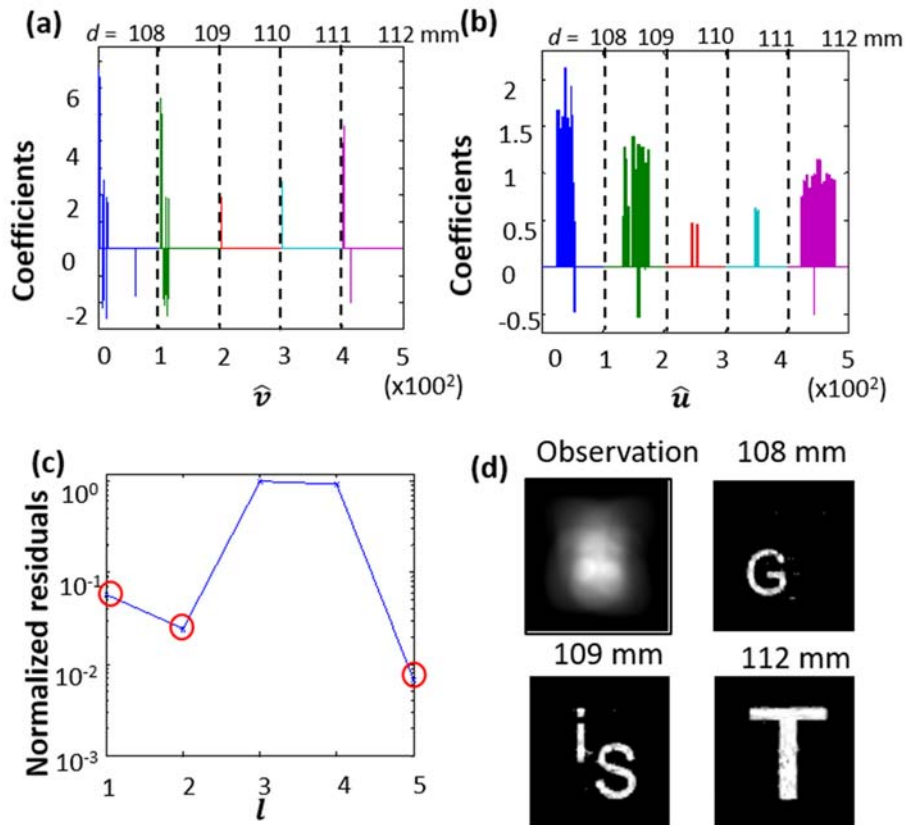 (a)
d = 108 109 110 111 112 mm
Coefficients
6
4
2
0
-2
0 1 2 3 4 5
(x10²)
v̂
(b)
d = 108 109 110 111 112 mm
Coefficients
2
1.5
1
0.5
0
-0.5
0 1 2 3 4 5
(x10²)
û
(c)
Normalized residuals
10⁰
10⁻¹
10⁻²
10⁻³
1 2 3 4 5
l
(d)
Observation 108 mm
G
109 mm 112 mm
is T